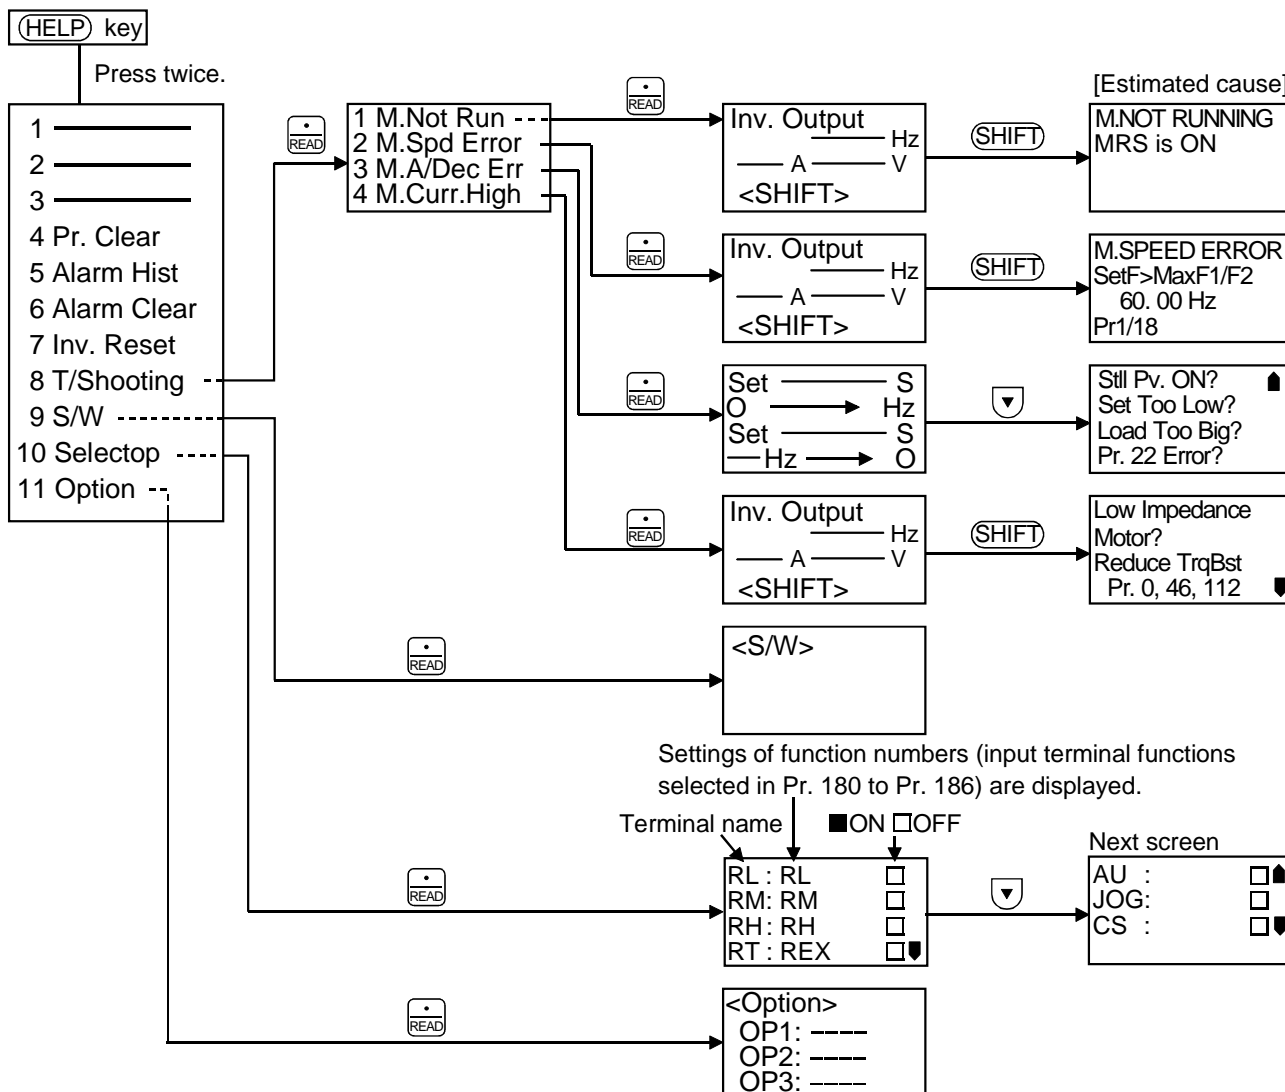 HELP key
Press twice.
1
2
3
4 Pr. Clear
5 Alarm Hist
6 Alarm Clear
7 Inv. Reset
8 T/Shooting
9 S/W
10 Selectop
11 Option
READ
1 M.Not Run
2 M.Spd Error
3 M.A/Dec Err
4 M.Curr.High
READ
Inv. Output
Hz
A V
<SHIFT>
SHIFT
[Estimated cause]
M.NOT RUNNING
MRS is ON
READ
Inv. Output
Hz
A V
<SHIFT>
SHIFT
M.SPEED ERROR
SetF>MaxF1/F2
60. 00 Hz
Pr1/18
READ
Set S
O Hz
Set S
Hz O
Stll Pv. ON?
Set Too Low?
Load Too Big?
Pr. 22 Error?
READ
Inv. Output
Hz
A V
<SHIFT>
SHIFT
Low Impedance
Motor?
Reduce TrqBst
Pr. 0, 46, 112
READ
<S/W>
Settings of function numbers (input terminal functions
selected in Pr. 180 to Pr. 186) are displayed.
Terminal name ■ON □OFF
READ
RL : RL □
RM: RM □
RH : RH □
RT : REX □
Next screen
AU : □
JOG: □
CS : □
READ
<Option>
OP1: ----
OP2: ----
OP3: ----